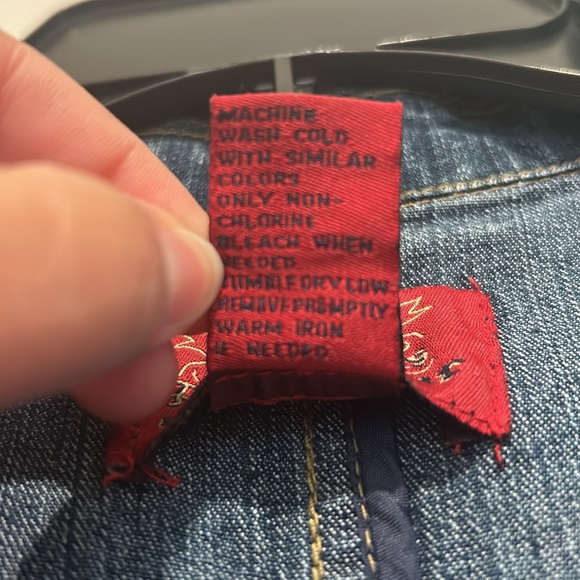 MACHINE
WASH COLD
WITH SIMILAR
COLORS
ONLY NON-
CHLORINE
BLEACH WHEN
NEEDED
TUMBLE DRY LOW
REMOVE PROMPTLY
WARM IRON
IF NEEDED